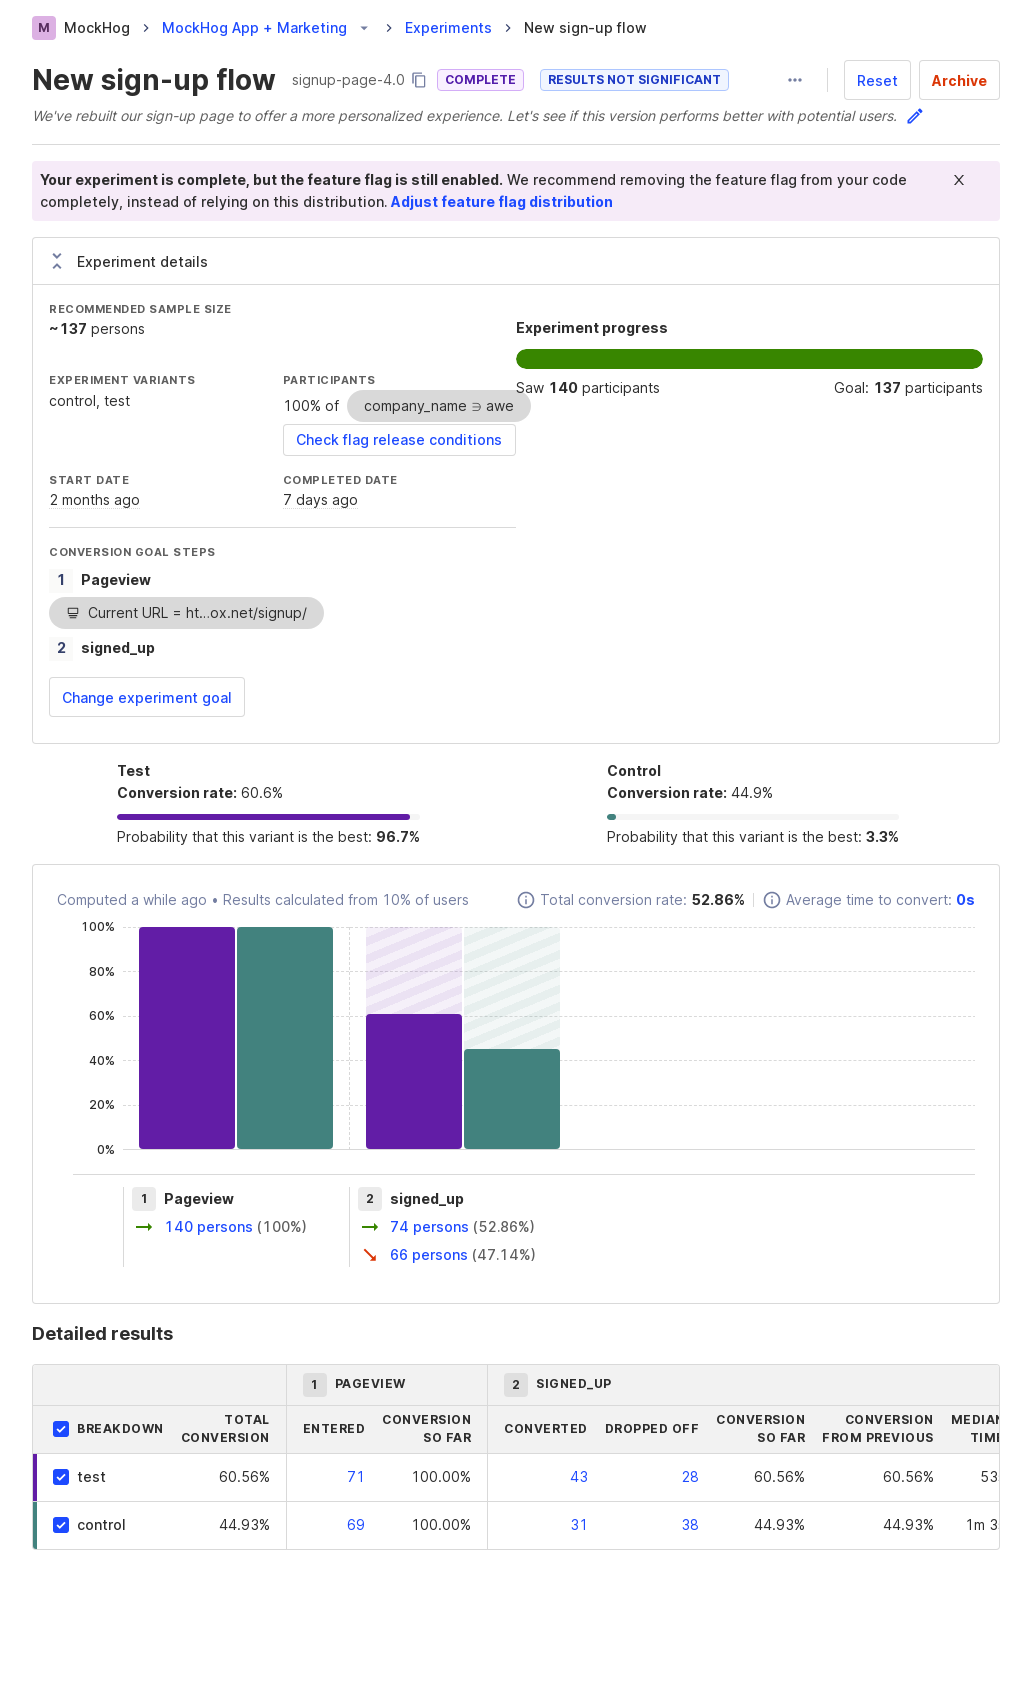 M MockHog > MockHog App + Marketing > Experiments > New sign-up flow
New sign-up flow signup-page-4.0 COMPLETE RESULTS NOT SIGNIFICANT ··· Reset Archive
We've rebuilt our sign-up page to offer a more personalized experience. Let's see if this version performs better with potential users.
Your experiment is complete, but the feature flag is still enabled. We recommend removing the feature flag from your code X
completely, instead of relying on this distribution. Adjust feature flag distribution
Experiment details
RECOMMENDED SAMPLE SIZE
~137 persons
Experiment progress
Saw 140 participants Goal: 137 participants
EXPERIMENT VARIANTS PARTICIPANTS
control, test 100% of company_name ∋ awe
Check flag release conditions
START DATE COMPLETED DATE
2 months ago 7 days ago
CONVERSION GOAL STEPS
1 Pageview
Current URL = ht...ox.net/signup/
2 signed_up
Change experiment goal
Test Control
Conversion rate: 60.6% Conversion rate: 44.9%
Probability that this variant is the best: 96.7% Probability that this variant is the best: 3.3%
Computed a while ago • Results calculated from 10% of users Total conversion rate: 52.86% Average time to convert: 0s
100%
80%
60%
40%
20%
0%
1 Pageview 2 signed_up
140 persons (100%) 74 persons (52.86%)
66 persons (47.14%)
Detailed results
1 PAGEVIEW 2 SIGNED_UP
BREAKDOWN TOTAL CONVERSION ENTERED CONVERSION SO FAR CONVERTED DROPPED OFF CONVERSION SO FAR CONVERSION FROM PREVIOUS
test 60.56% 71 100.00% 43 28 60.56% 60.56% 53
control 44.93% 69 100.00% 31 38 44.93% 44.93% 1m 3